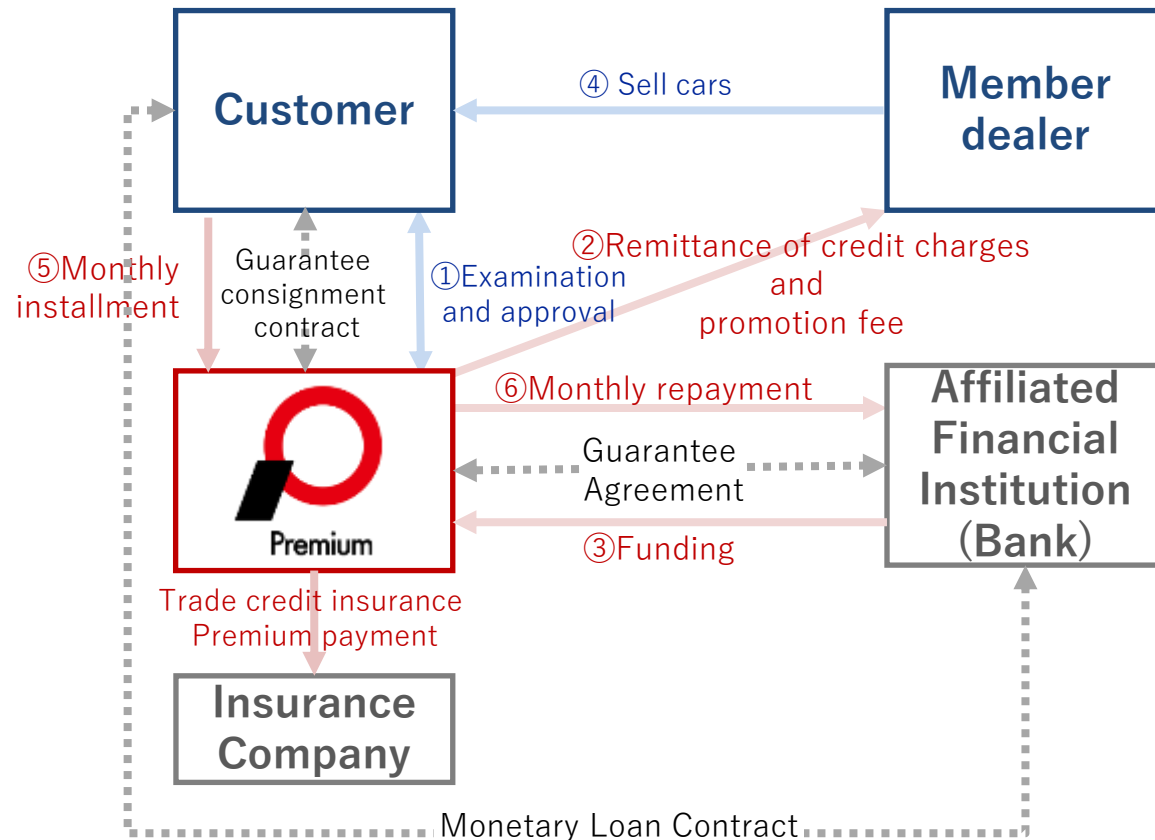 Customer
④ Sell cars
Member
dealer
⑤Monthly
installment
Guarantee
consignment
contract
①Examination
and approval
②Remittance of credit charges
and
promotion fee
Premium
⑥Monthly repayment
Guarantee
Agreement
③Funding
Affiliated
Financial
Institution
(Bank)
Trade credit insurance
Premium payment
Insurance
Company
Monetary Loan Contract